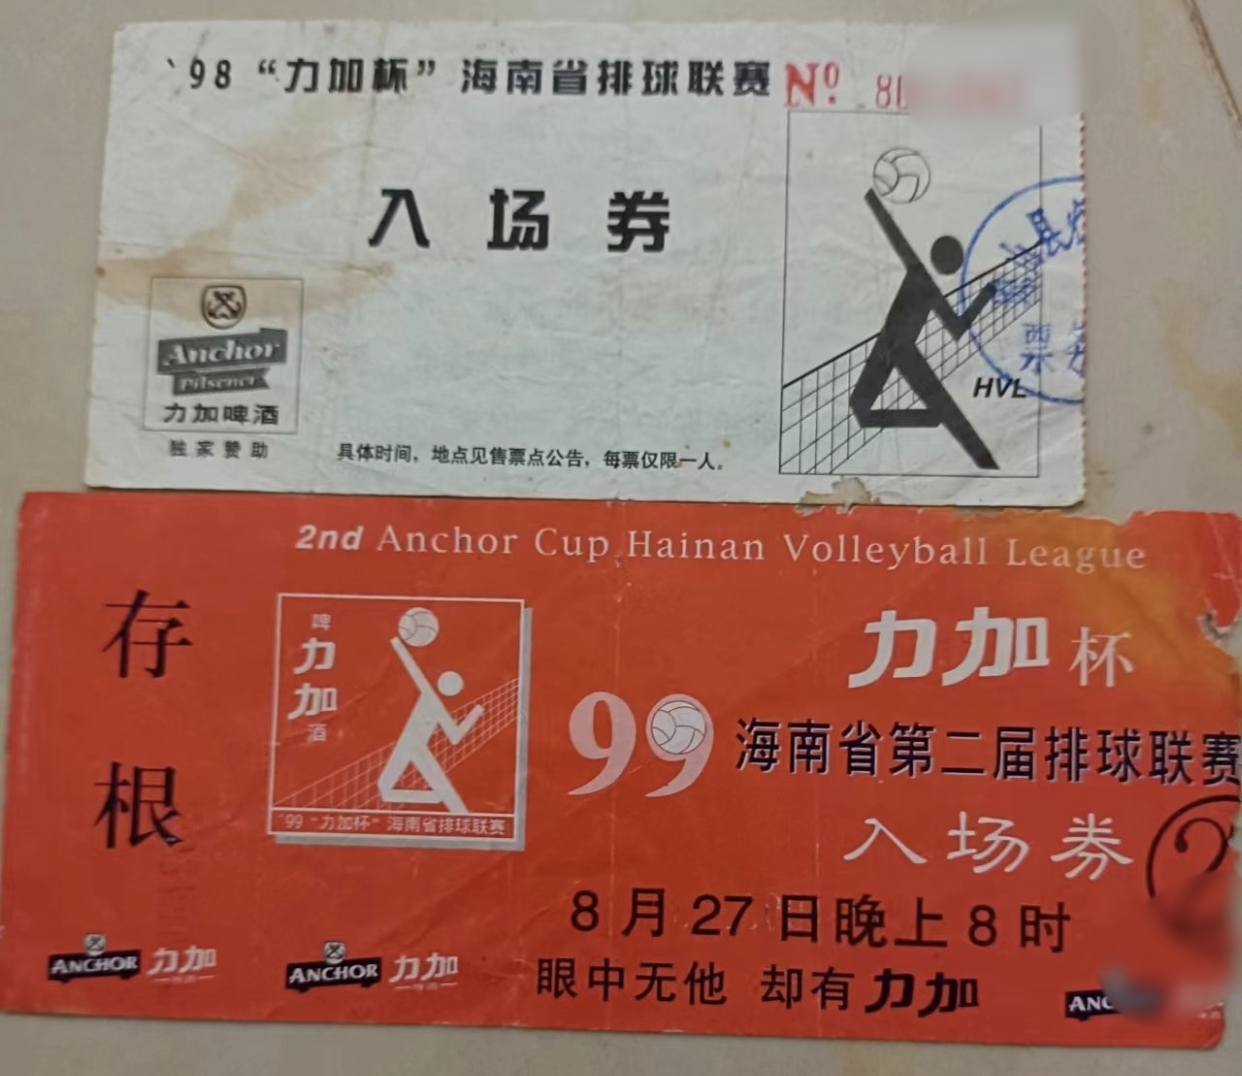 `98 “力加杯” 海南省排球联赛 No 8
入场券
Anchor
Pilsener
力加啤酒
独家赞助
具体时间，地点见售票点公告，每票仅限一人。
HVL
县
票
2nd Anchor Cup Hainan Volleyball League
存根
啤力加酒
'99 “力加杯” 海南省排球联赛
力加杯
99 海南省第二届排球联赛
入场券
8月27日晚上8时
眼中无他 却有力加
ANCHOR 力加
ANCHOR 力加
ANC